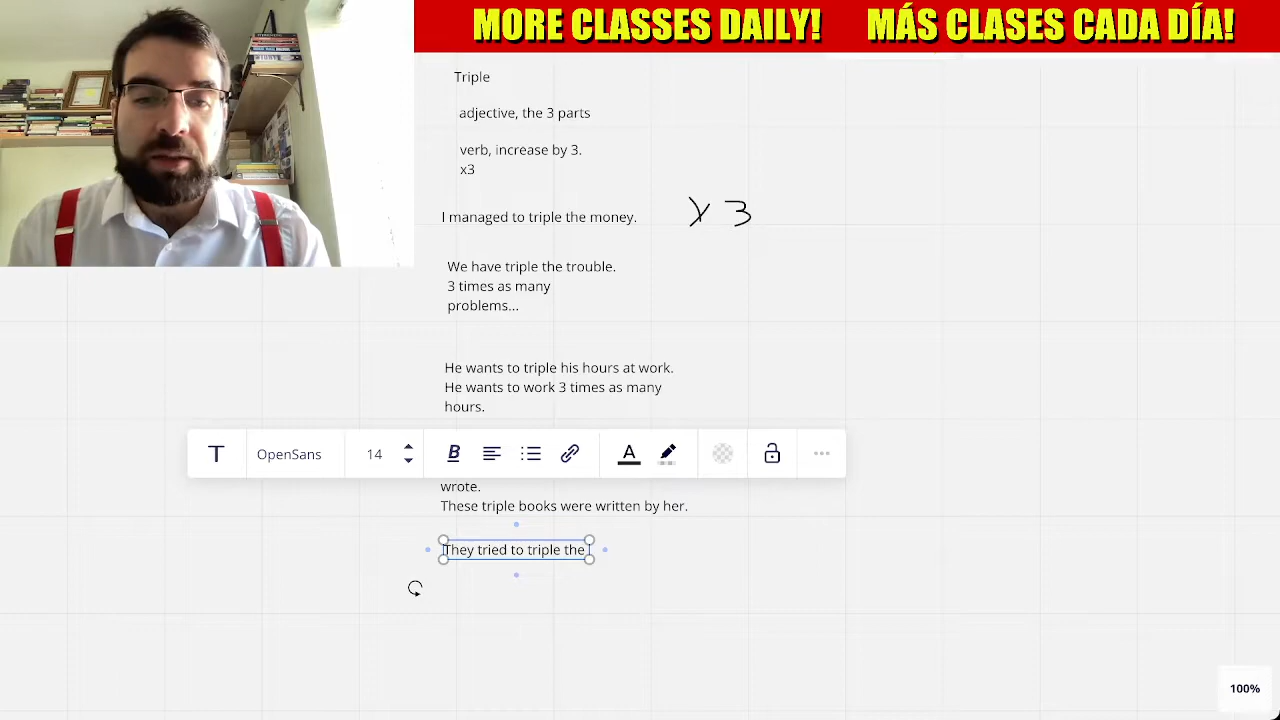 MORE CLASSES DAILY! MÁS CLASES CADA DÍA!
Triple
adjective, the 3 parts
verb, increase by 3.
x3
I managed to triple the money. X 3
We have triple the trouble.
3 times as many
problems...
He wants to triple his hours at work.
He wants to work 3 times as many
hours.
T OpenSans 14 B A
wrote.
These triple books were written by her.
They tried to triple the
100%